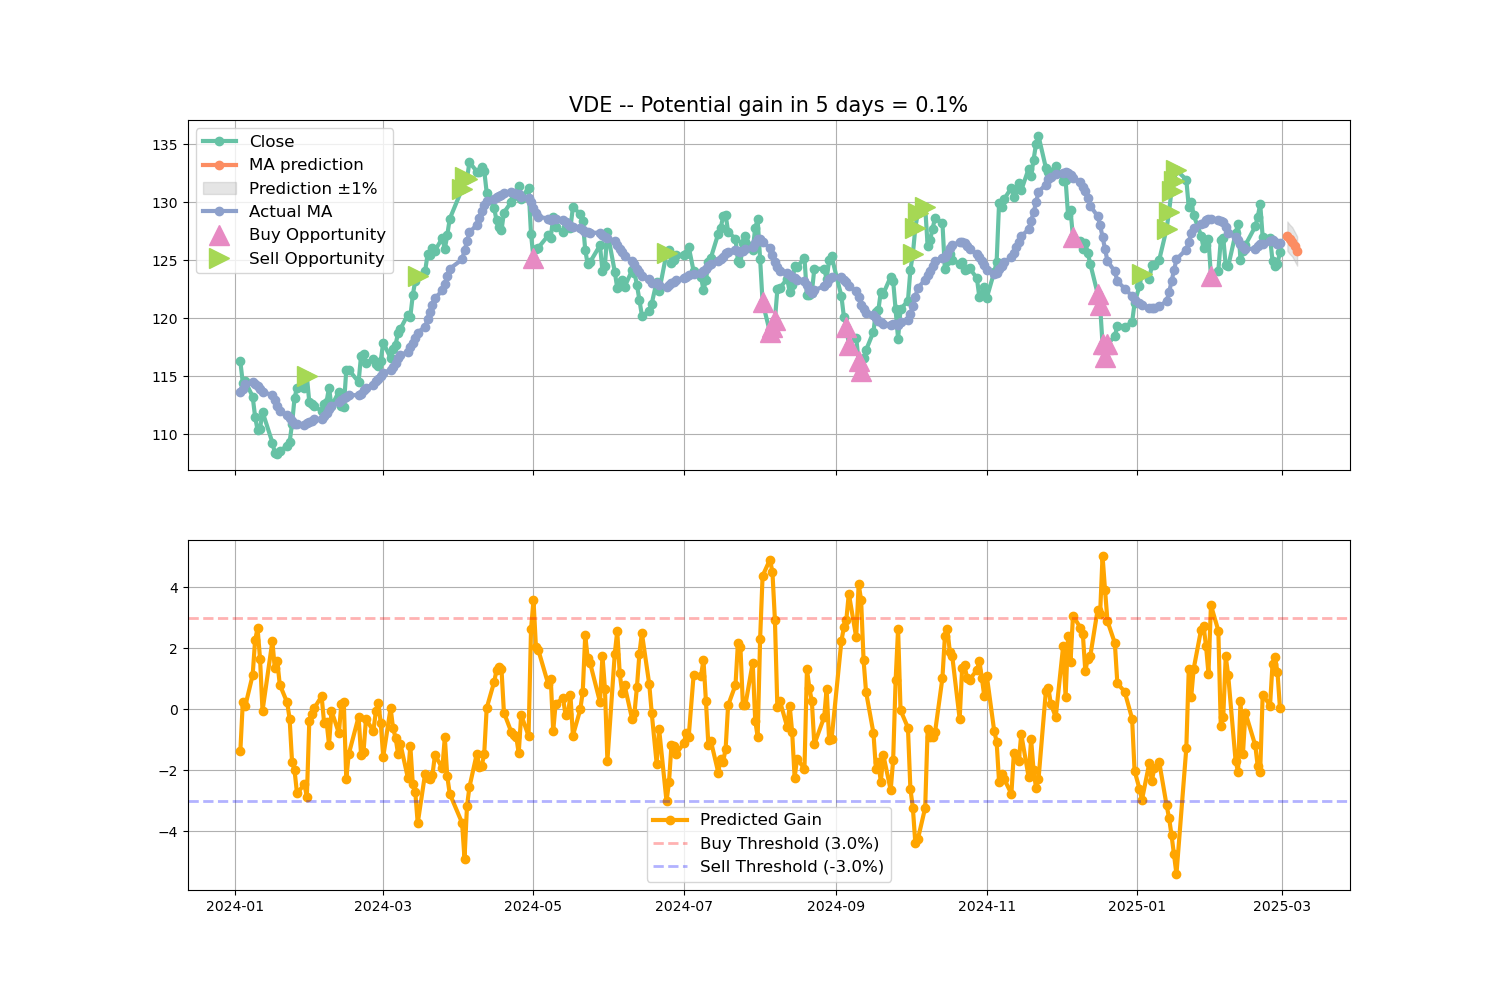 VDE -- Potential gain in 5 days = 0.1%
Close
MA prediction
Prediction ±1%
Actual MA
Buy Opportunity
Sell Opportunity
135
130
125
120
115
110
4
2
0
−2
−4
Predicted Gain
Buy Threshold (3.0%)
Sell Threshold (-3.0%)
2024-01 2024-03 2024-05 2024-07 2024-09 2024-11 2025-01 2025-03